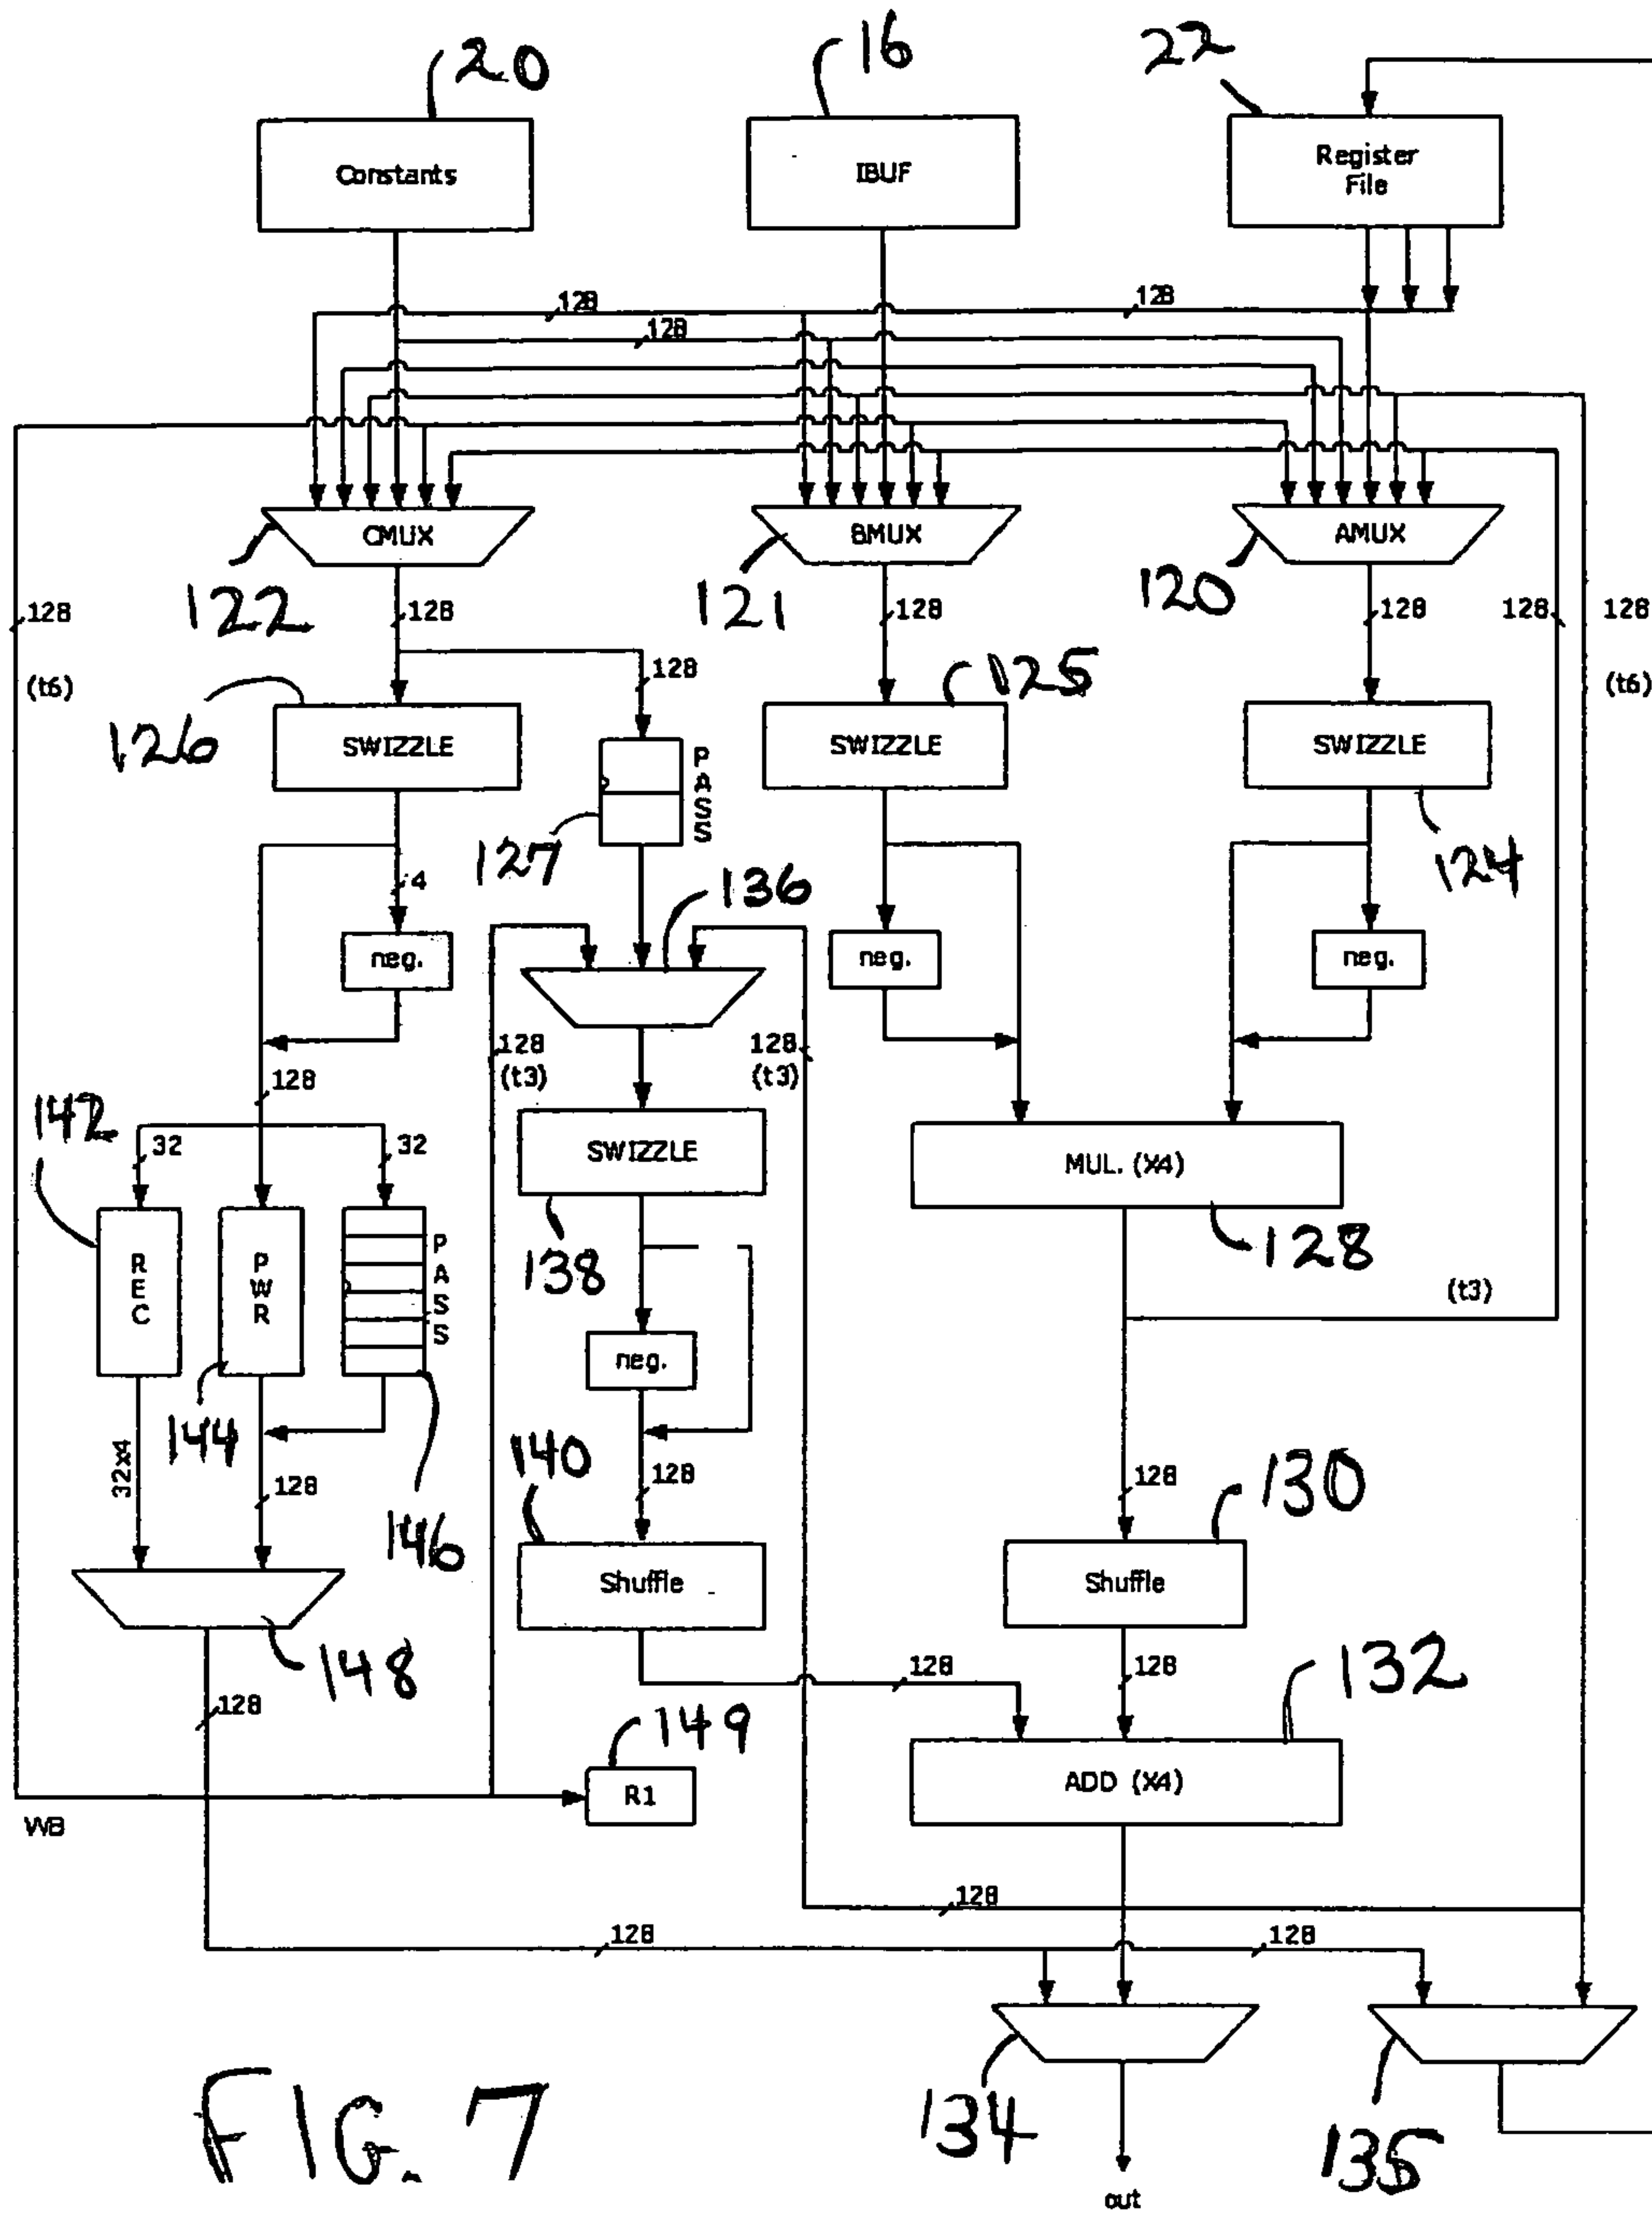 20
16
22
Constants
IBUF
Register
File
128
128
128
CMUX
BMUX
AMUX
122
121
120
128
128
128
128
128
128
(t6)
(t6)
128
125
126
SWIZZLE
PASS
SWIZZLE
SWIZZLE
127
124
4
136
neg.
neg.
neg.
128
(t3)
128
(t3)
128
142
32
32
SWIZZLE
MUL. (X4)
138
128
REC
PWR
PASS
(t3)
neg.
144
140
32x4
128
146
128
128
130
Shuffle
Shuffle
148
128
128
128
132
149
R1
ADD (X4)
WB
128
128
128
134
135
out
FIG. 7